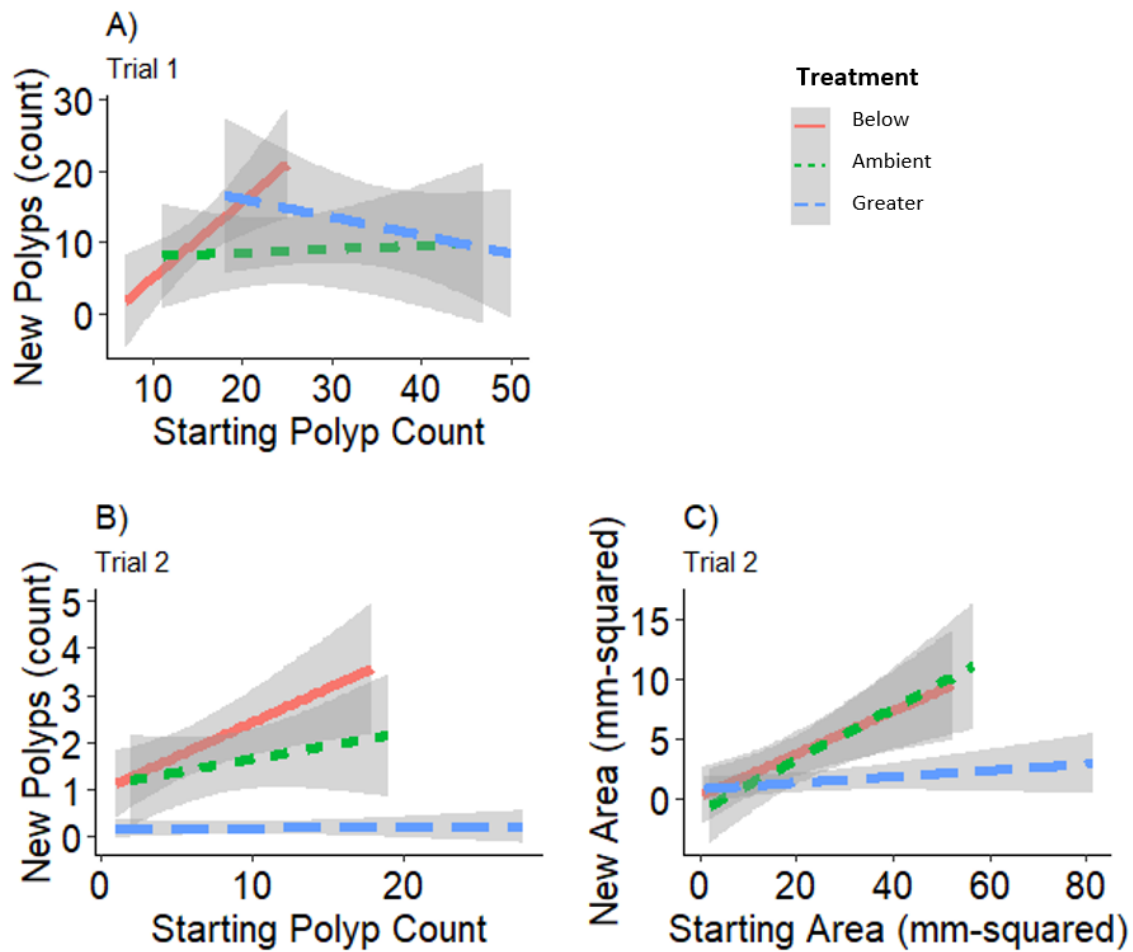 A)
Trial 1
New Polyps (count)
30
20
10
0
10 20 30 40 50
Starting Polyp Count
Treatment
Below
Ambient
Greater
B)
Trial 2
New Polyps (count)
5
4
3
2
1
0
0 10 20
Starting Polyp Count
C)
Trial 2
New Area (mm-squared)
15
10
5
0
0 20 40 60 80
Starting Area (mm-squared)